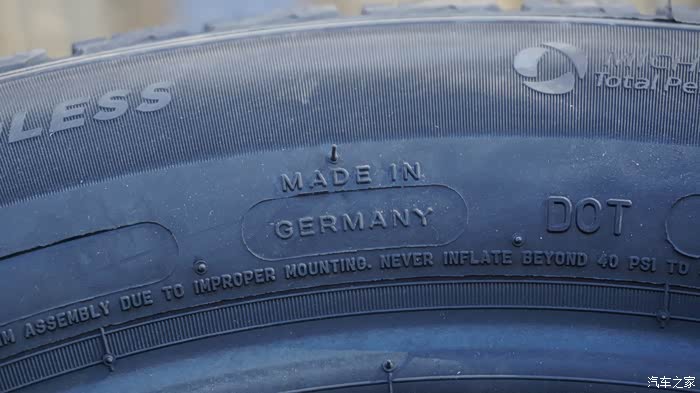 LESS
MICH
Total Pe
MADE IN
GERMANY
DOT
ASSEMBLY DUE TO IMPROPER MOUNTING. NEVER INFLATE BEYOND 40 PSI TO
汽车之家